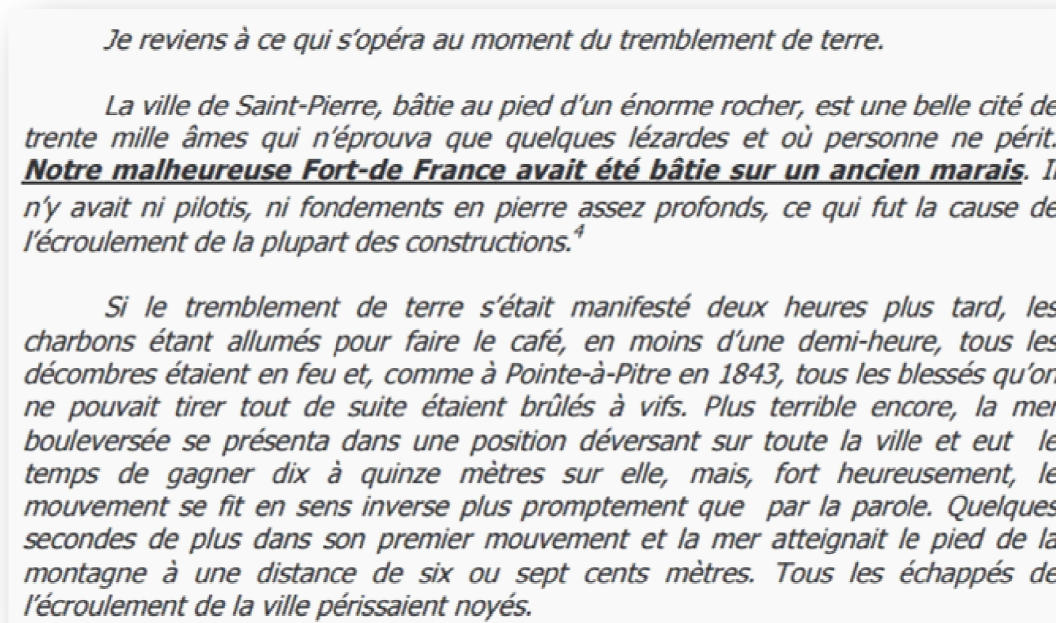 Je reviens à ce qui s’opéra au moment du tremblement de terre.
La ville de Saint-Pierre, bâtie au pied d’un énorme rocher, est une belle cité de
trente mille âmes qui n’éprouva que quelques lézardes et où personne ne périt.
Notre malheureuse Fort-de France avait été bâtie sur un ancien marais. Il
n’y avait ni pilotis, ni fondements en pierre assez profonds, ce qui fut la cause de
l’écroulement de la plupart des constructions.4
Si le tremblement de terre s’était manifesté deux heures plus tard, les
charbons étant allumés pour faire le café, en moins d’une demi-heure, tous les
décombres étaient en feu et, comme à Pointe-à-Pitre en 1843, tous les blessés qu’on
ne pouvait tirer tout de suite étaient brûlés à vifs. Plus terrible encore, la mer
bouleversée se présenta dans une position déversant sur toute la ville et eut le
temps de gagner dix à quinze mètres sur elle, mais, fort heureusement, le
mouvement se fit en sens inverse plus promptement que par la parole. Quelques
secondes de plus dans son premier mouvement et la mer atteignait le pied de la
montagne à une distance de six ou sept cents mètres. Tous les échappés de
l’écroulement de la ville périssaient noyés.